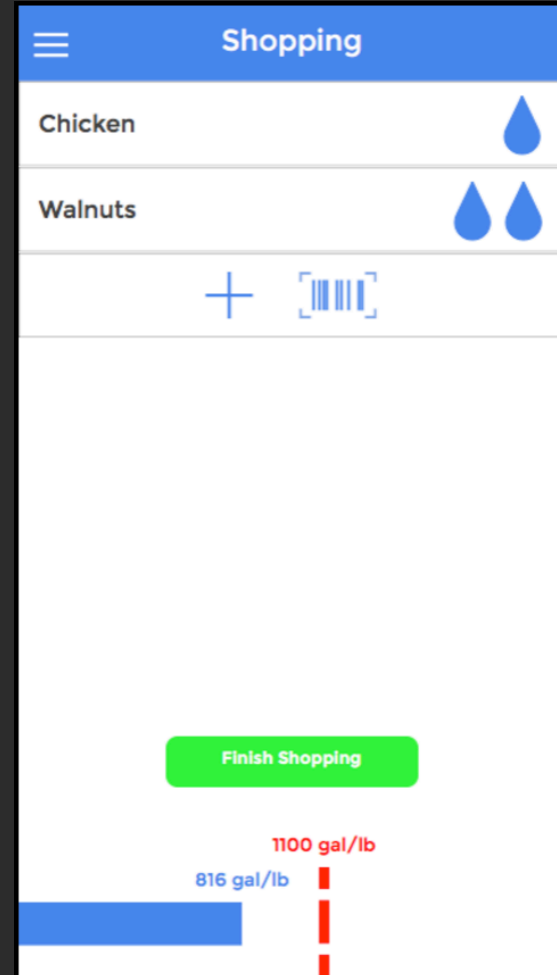 Shopping
Chicken
Walnuts
Finish Shopping
1100 gal/lb
816 gal/lb